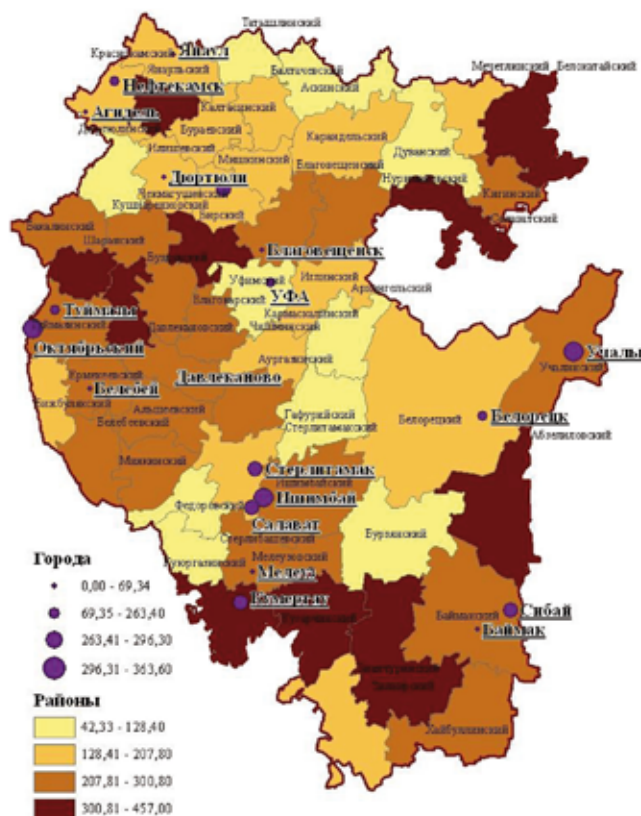 Татышлинский
Краснокамский
Янаул
Янаульский
Балтачевский
Аскинский
Мечетлинский
Белокатайский
Нефтекамск
Агидель
Калтасинский
Бураевский
Караидельский
Дуванский
Илишевский
Мишкинский
Благовещенский
Дюртюли
Кигинский
Чекмагушевский
Кушнаренковский
Бирский
Салаватский
Бакалинский
Шаранский
Благовещенск
Уфимский
Иглинский
УФА
Архангельский
Благоварский
Кармаскалинский
Чишминский
Туймазы
Октябрьский
Давлекановский
Учалы
Учалинский
Аургазинский
Ермекеевский
Давлеканово
Белебей
Бижбулякский
Альшеевский
Белебеевский
Гафурийский
Стерлитамакский
Белорецкий
Белорецк
Абзелиловский
Миякинский
Стерлитамак
Ишимбайский
Ишимбай
Федоровский
Салават
Бурзянский
Стерлибашевский
Куюргазинский
Мелеузовский
Мелеуз
Кумертау
Сибай
Баймакский
Баймак
Хайбуллинский
Города
0,00 - 69,34
69,35 - 263,40
263,41 - 296,30
296,31 - 363,60
Районы
42,33 - 128,40
128,41 - 207,80
207,81 - 300,80
300,81 - 457,00